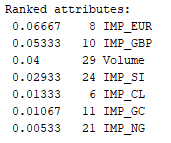 Ranked attributes:
0.06667 8 IMP_EUR
0.05333 10 IMP_GBP
0.04 29 Volume
0.02933 24 IMP_SI
0.01333 6 IMP_CL
0.01067 11 IMP_GC
0.00533 21 IMP_NG